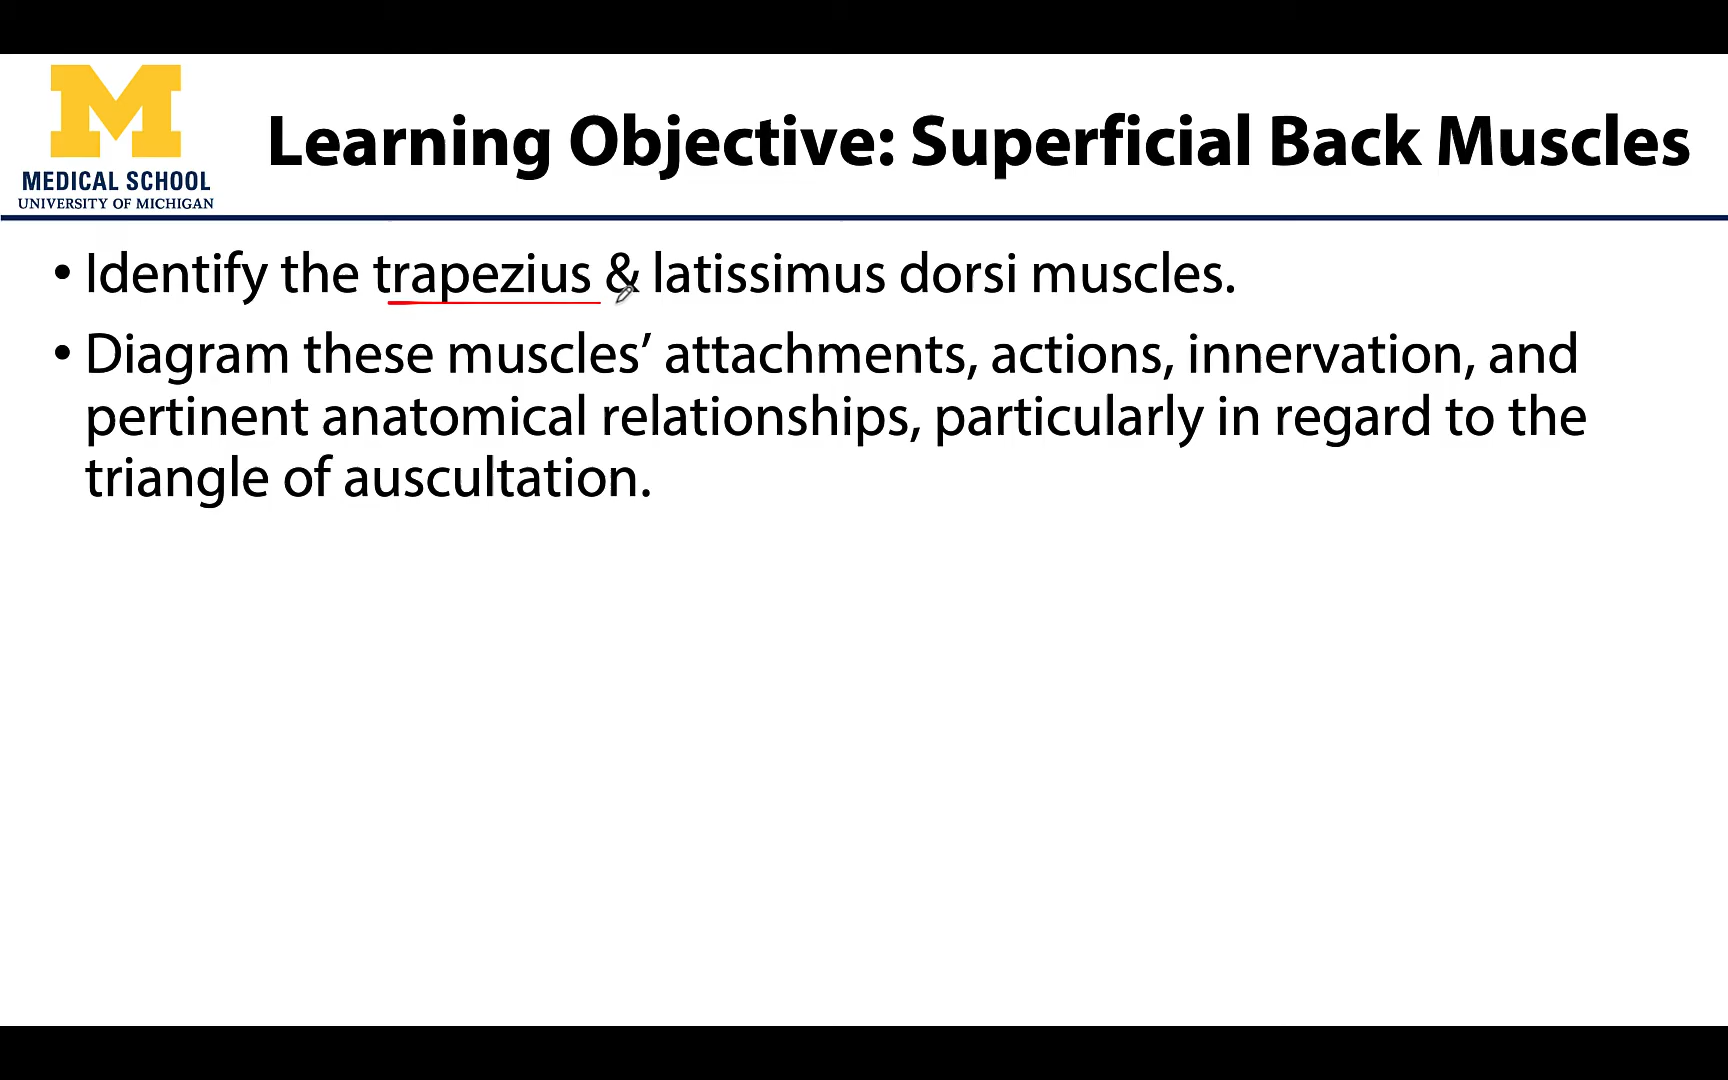 M
MEDICAL SCHOOL
UNIVERSITY OF MICHIGAN
Learning Objective: Superficial Back Muscles
• Identify the trapezius & latissimus dorsi muscles.
• Diagram these muscles’ attachments, actions, innervation, and
pertinent anatomical relationships, particularly in regard to the
triangle of auscultation.